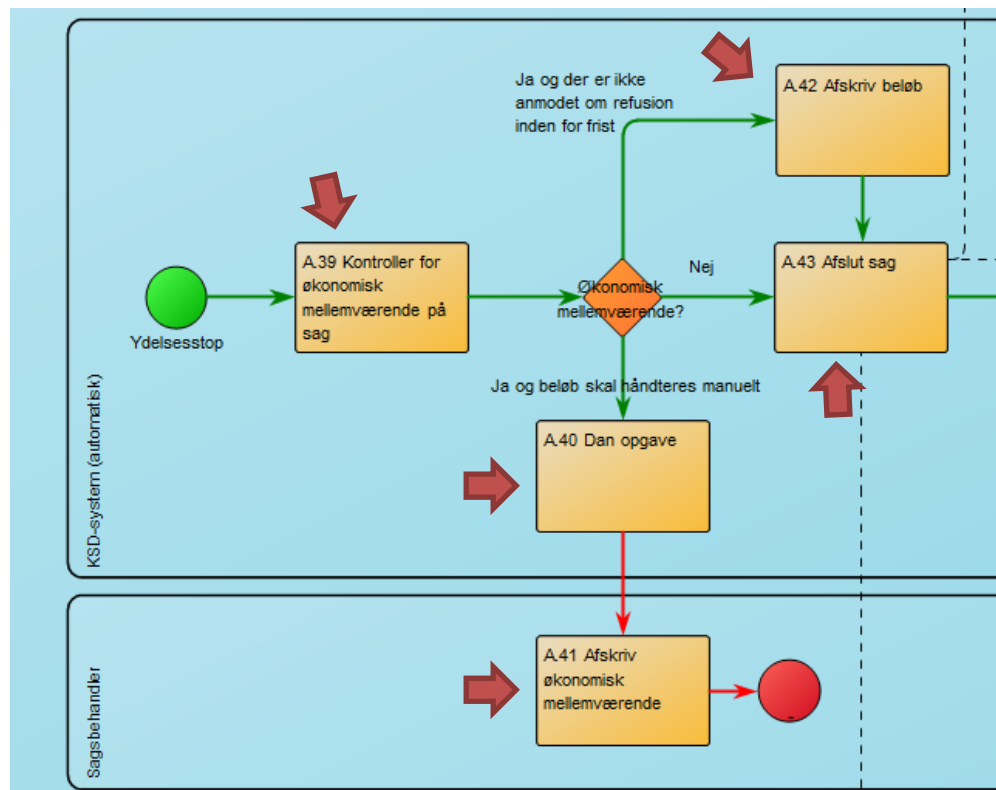 Ja og der er ikke
anmodet om refusion
inden for frist
A.42 Afskriv beløb
A.39 Kontroller for
økonomisk
mellemværende på
sag
Ydelsesstop
Økonomisk
mellemværende?
Nej
A.43 Afslut sag
Ja og beløb skal håndteres manuelt
A.40 Dan opgave
KSD-system (automatisk)
A.41 Afskriv
økonomisk
mellemværende
Sagsbehandler